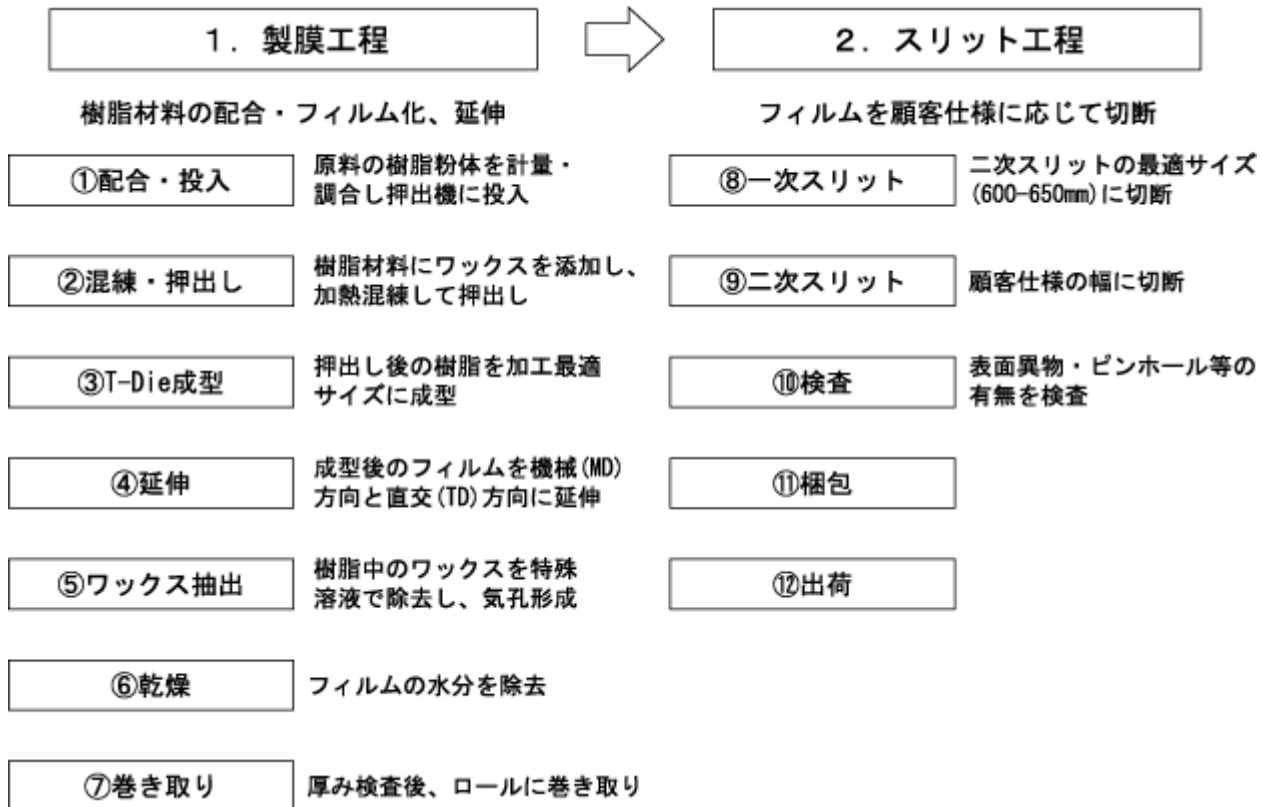 1．製膜工程
樹脂材料の配合・フィルム化、延伸
①配合・投入
原料の樹脂粉体を計量・
調合し押出機に投入
②混練・押出し
樹脂材料にワックスを添加し、
加熱混練して押出し
③T-Die成型
押出し後の樹脂を加工最適
サイズに成型
④延伸
成型後のフィルムを機械(MD)
方向と直交(TD)方向に延伸
⑤ワックス抽出
樹脂中のワックスを特殊
溶液で除去し、気孔形成
⑥乾燥
フィルムの水分を除去
⑦巻き取り
厚み検査後、ロールに巻き取り
2．スリット工程
フィルムを顧客仕様に応じて切断
⑧一次スリット
二次スリットの最適サイズ
(600-650mm)に切断
⑨二次スリット
顧客仕様の幅に切断
⑩検査
表面異物・ピンホール等の
有無を検査
⑪梱包
⑫出荷